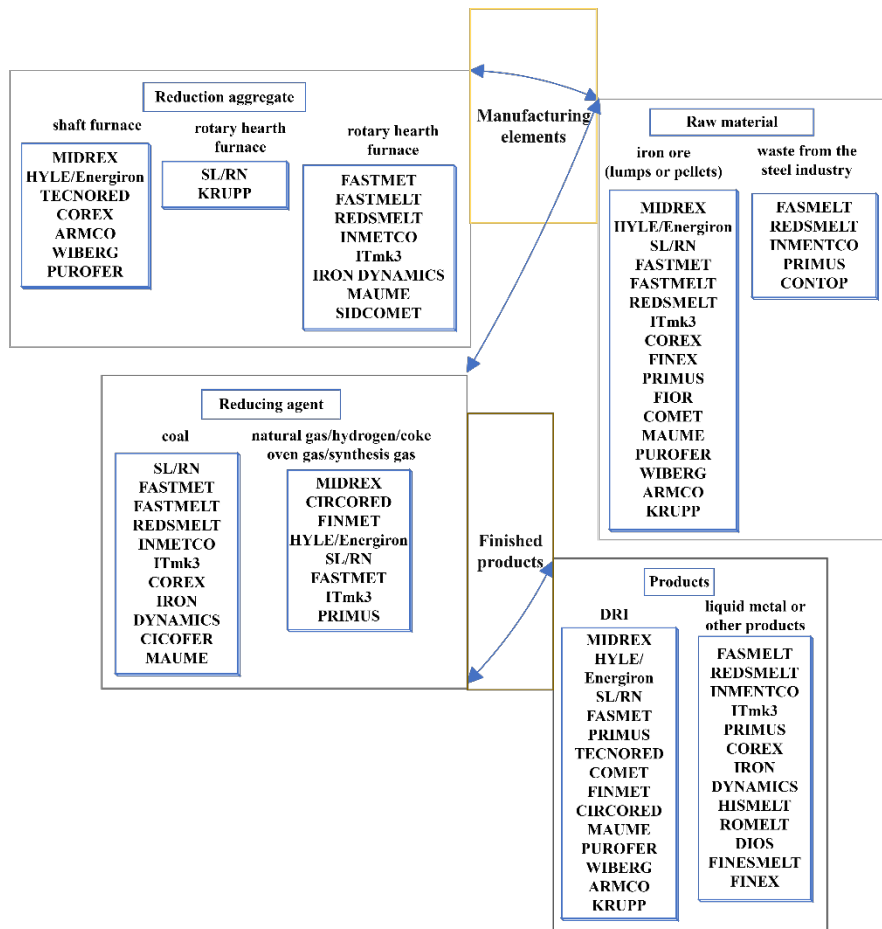 Reduction aggregate
shaft furnace
MIDREX
HYLE/Energiron
TECNORED
COREX
ARMCO
WIBERG
PUROFER
rotary hearth
furnace
SL/RN
KRUPP
rotary hearth
furnace
FASTMET
FASTMELT
REDSMELT
INMETCO
ITmk3
IRON DYNAMICS
MAUME
SIDCOMET
Manufacturing
elements
Raw material
iron ore
(lumps or pellets)
MIDREX
HYLE/Energiron
SL/RN
FASTMET
FASTMELT
REDSMELT
ITmk3
COREX
FINEX
PRIMUS
FIOR
COMET
MAUME
PUROFER
WIBERG
ARMCO
KRUPP
waste from the
steel industry
FASMELT
REDSMELT
INMENTCO
PRIMUS
CONTOP
Reducing agent
coal
SL/RN
FASTMET
FASTMELT
REDSMELT
INMETCO
ITmk3
COREX
IRON
DYNAMICS
CICOFER
MAUME
natural gas/hydrogen/coke
oven gas/synthesis gas
MIDREX
CIRCORED
FINMET
HYLE/Energiron
SL/RN
FASTMET
ITmk3
PRIMUS
Finished
products
Products
DRI
MIDREX
HYLE/
Energiron
SL/RN
FASMET
PRIMUS
TECNORED
COMET
FINMET
CIRCORED
MAUME
PUROFER
WIBERG
ARMCO
KRUPP
liquid metal or
other products
FASMELT
REDSMELT
INMENTCO
ITmk3
PRIMUS
COREX
IRON
DYNAMICS
HISMELT
ROMELT
DIOS
FINESMELT
FINEX